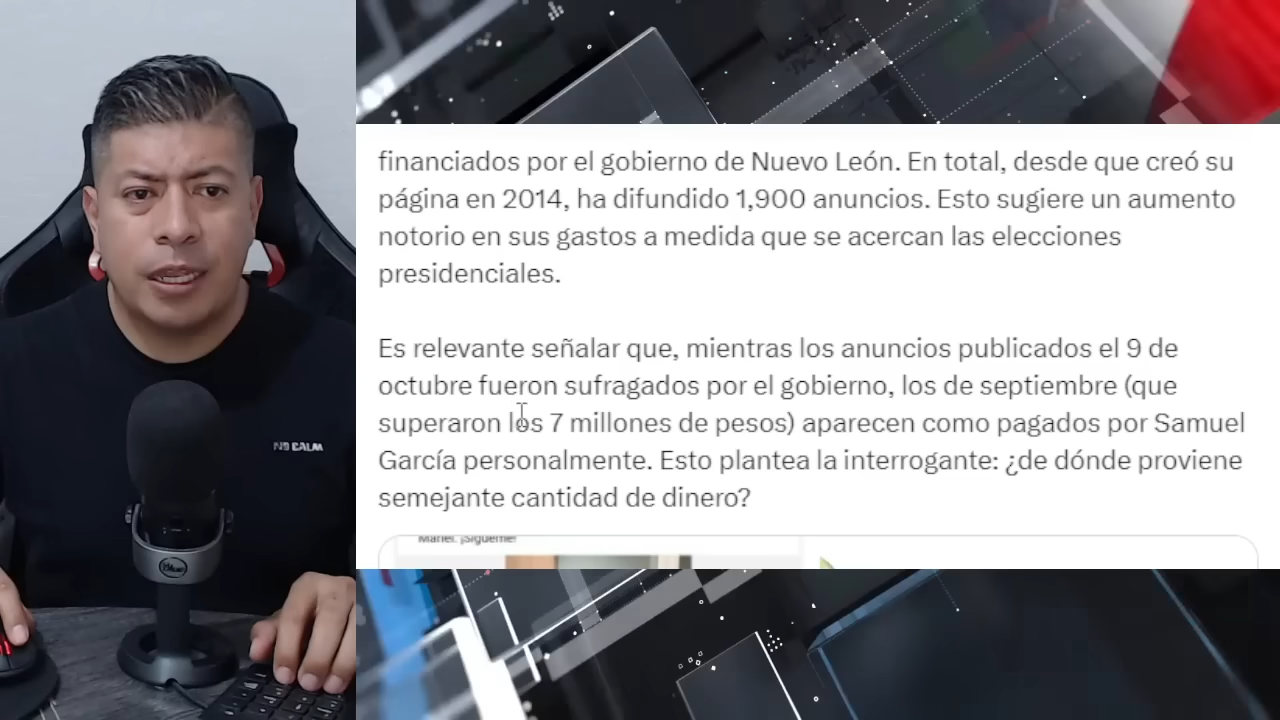 financiados por el gobierno de Nuevo León. En total, desde que creó su
página en 2014, ha difundido 1,900 anuncios. Esto sugiere un aumento
notorio en sus gastos a medida que se acercan las elecciones
presidenciales.
Es relevante señalar que, mientras los anuncios publicados el 9 de
octubre fueron sufragados por el gobierno, los de septiembre (que
superaron los 7 millones de pesos) aparecen como pagados por Samuel
García personalmente. Esto plantea la interrogante: ¿de dónde proviene
semejante cantidad de dinero?
Mariel. ¡Sígueme!
Blue